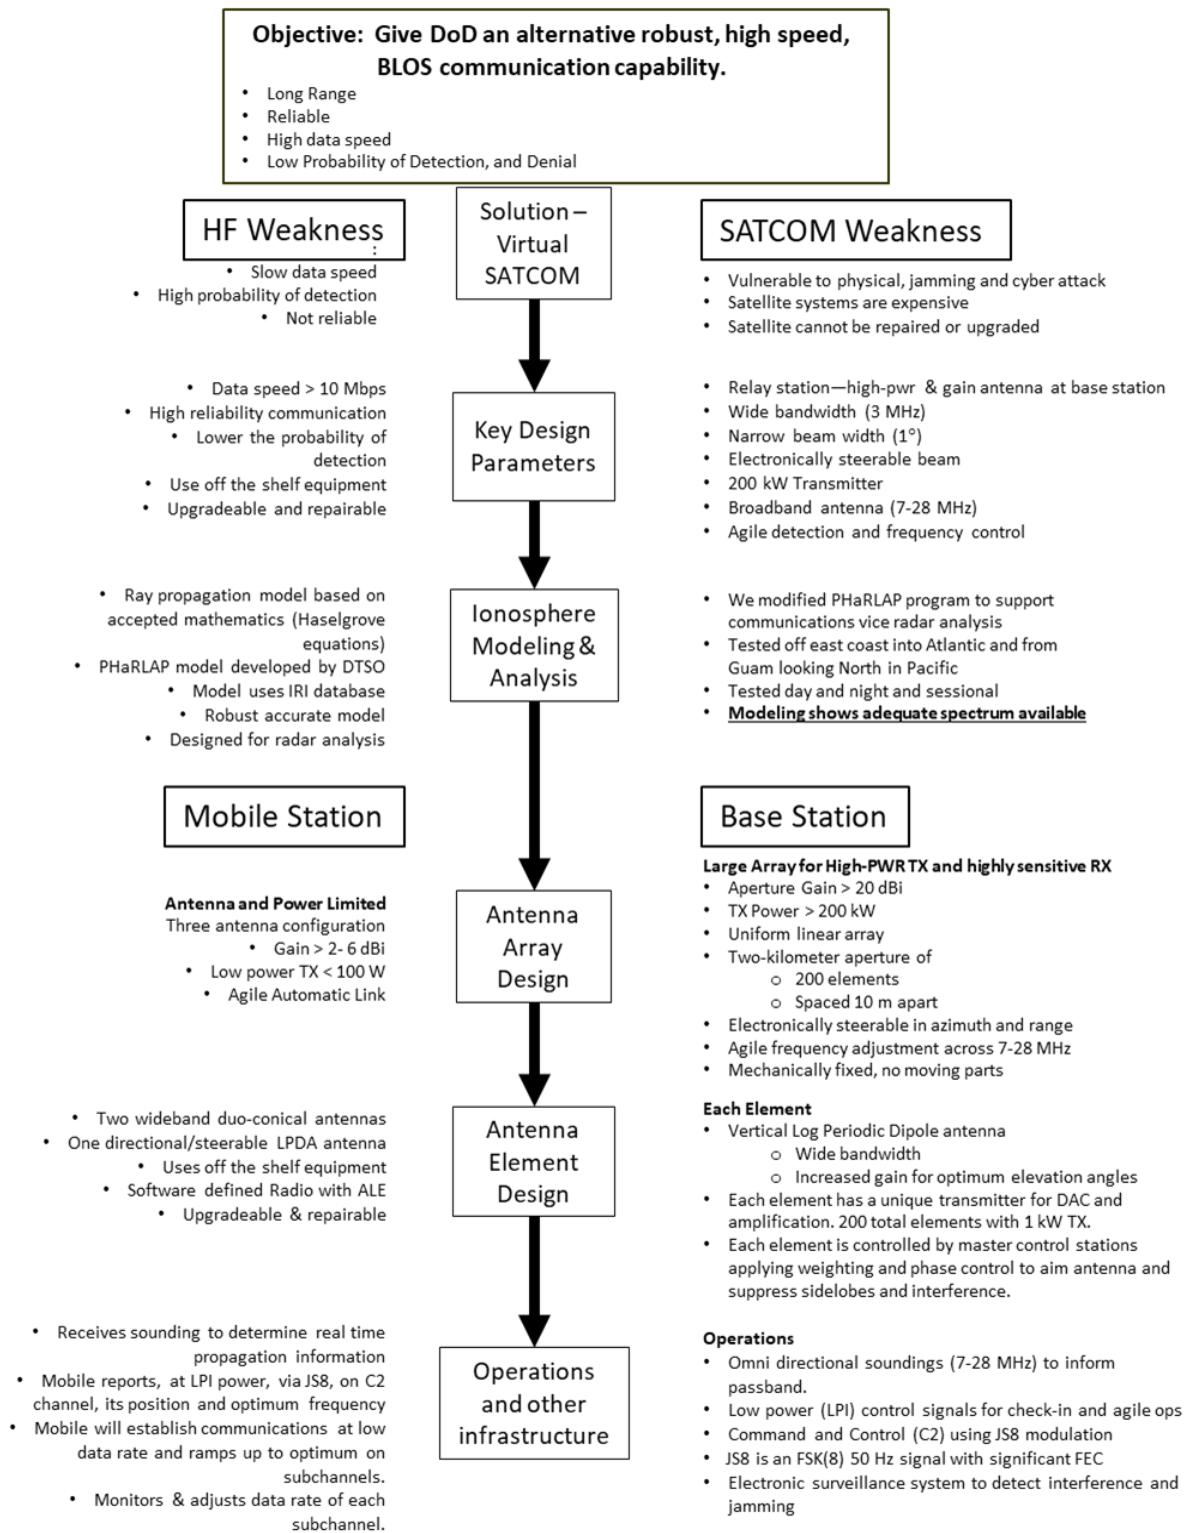 Objective:  Give DoD an alternative robust, high speed,
BLOS communication capability.
• Long Range
• Reliable
• High data speed
• Low Probability of Detection, and Denial
Solution –
Virtual
SATCOM
HF Weakness
:
• Slow data speed
• High probability of detection
• Not reliable
SATCOM Weakness
• Vulnerable to physical, jamming and cyber attack
• Satellite systems are expensive
• Satellite cannot be repaired or upgraded
• Data speed > 10 Mbps
• High reliability communication
• Lower the probability of
detection
• Use off the shelf equipment
• Upgradeable and repairable
Key Design
Parameters
• Relay station—high-pwr & gain antenna at base station
• Wide bandwidth (3 MHz)
• Narrow beam width (1°)
• Electronically steerable beam
• 200 kW Transmitter
• Broadband antenna (7-28 MHz)
• Agile detection and frequency control
• Ray propagation model based on
accepted mathematics (Haselgrove
equations)
• PHaRLAP model developed by DTSO
• Model uses IRI database
• Robust accurate model
• Designed for radar analysis
Ionosphere
Modeling &
Analysis
• We modified PHaRLAP program to support
communications vice radar analysis
• Tested off east coast into Atlantic and from
Guam looking North in Pacific
• Tested day and night and sessional
• Modeling shows adequate spectrum available
Mobile Station
Base Station
Antenna and Power Limited
Three antenna configuration
• Gain > 2- 6 dBi
• Low power TX < 100 W
• Agile Automatic Link
Antenna
Array
Design
Large Array for High-PWR TX and highly sensitive RX
• Aperture Gain > 20 dBi
• TX Power > 200 kW
• Uniform linear array
• Two-kilometer aperture of
o 200 elements
o Spaced 10 m apart
• Electronically steerable in azimuth and range
• Agile frequency adjustment across 7-28 MHz
• Mechanically fixed, no moving parts
• Two wideband duo-conical antennas
• One directional/steerable LPDA antenna
• Uses off the shelf equipment
• Software defined Radio with ALE
• Upgradeable & repairable
Antenna
Element
Design
Each Element
• Vertical Log Periodic Dipole antenna
o Wide bandwidth
o Increased gain for optimum elevation angles
• Each element has a unique transmitter for DAC and
amplification. 200 total elements with 1 kW TX.
• Each element is controlled by master control stations
applying weighting and phase control to aim antenna and
suppress sidelobes and interference.
• Receives sounding to determine real time
propagation information
• Mobile reports, at LPI power, via JS8, on C2
channel, its position and optimum frequency
• Mobile will establish communications at low
data rate and ramps up to optimum on
subchannels.
• Monitors & adjusts data rate of each
subchannel.
Operations
and other
infrastructure
Operations
• Omni directional soundings (7-28 MHz) to inform
passband.
• Low power (LPI) control signals for check-in and agile ops
• Command and Control (C2) using JS8 modulation
• JS8 is an FSK(8) 50 Hz signal with significant FEC
• Electronic surveillance system to detect interference and
jamming